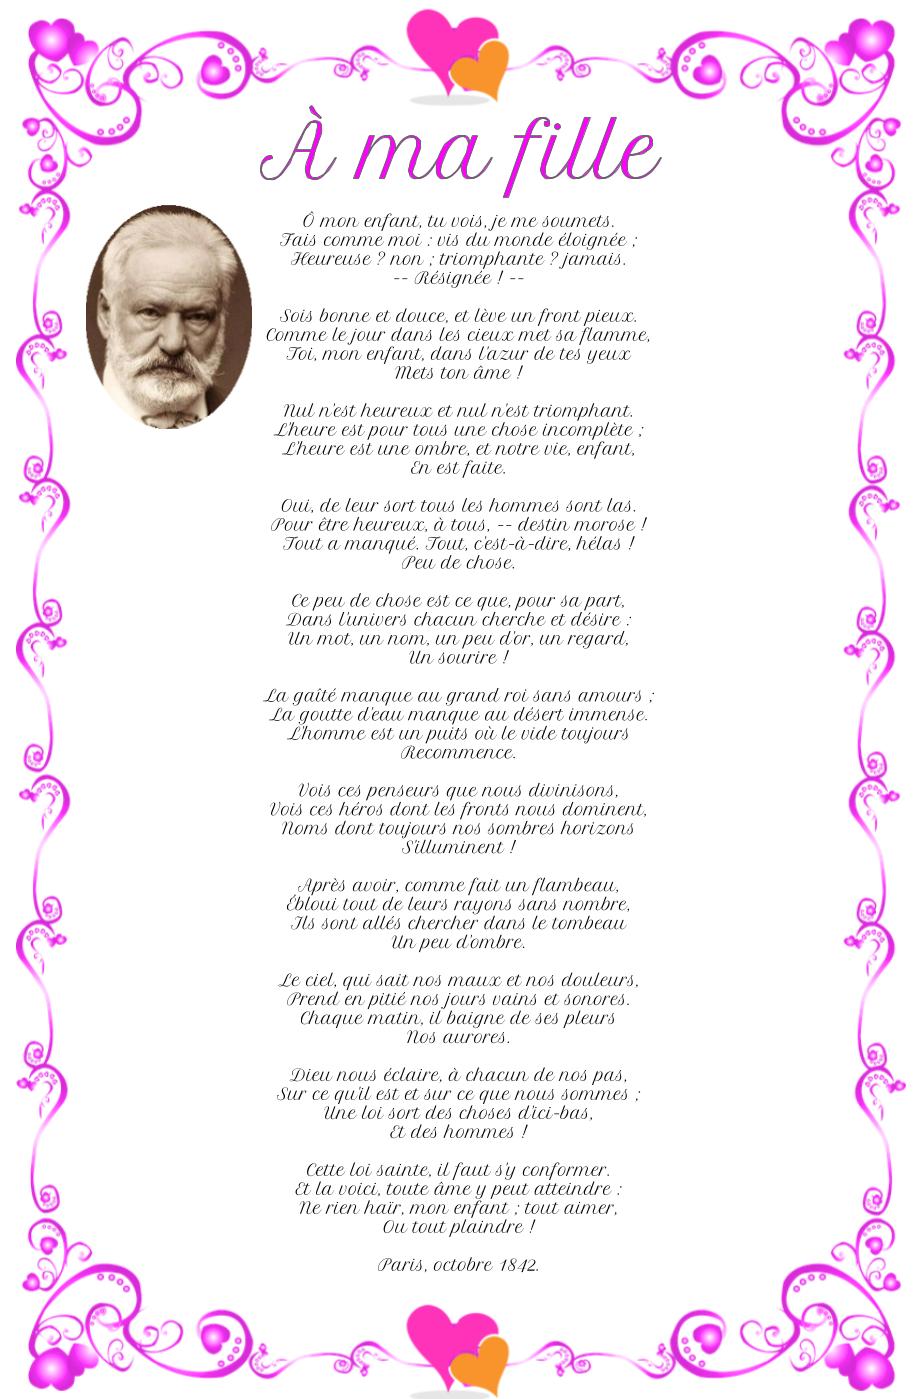 À ma fille
Ô mon enfant, tu vois, je me soumets.
Fais comme moi : vis du monde éloignée ;
Heureuse ? non ; triomphante ? jamais.
-- Résignée ! --
Sois bonne et douce, et lève un front pieux.
Comme le jour dans les cieux met sa flamme,
Toi, mon enfant, dans l'azur de tes yeux
Mets ton âme !
Nul n'est heureux et nul n'est triomphant.
L'heure est pour tous une chose incomplète ;
L'heure est une ombre, et notre vie, enfant,
En est faite.
Oui, de leur sort tous les hommes sont las.
Pour être heureux, à tous, -- destin morose !
Tout a manqué. Tout, c'est-à-dire, hélas !
Peu de chose.
Ce peu de chose est ce que, pour sa part,
Dans l'univers chacun cherche et désire :
Un mot, un nom, un peu d'or, un regard,
Un sourire !
La gaîté manque au grand roi sans amours ;
La goutte d'eau manque au désert immense.
L'homme est un puits où le vide toujours
Recommence.
Vois ces penseurs que nous divinisons,
Vois ces héros dont les fronts nous dominent,
Noms dont toujours nos sombres horizons
S'illuminent !
Après avoir, comme fait un flambeau,
Ébloui tout de leurs rayons sans nombre,
Ils sont allés chercher dans le tombeau
Un peu d'ombre.
Le ciel, qui sait nos maux et nos douleurs,
Prend en pitié nos jours vains et sonores.
Chaque matin, il baigne de ses pleurs
Nos aurores.
Dieu nous éclaire, à chacun de nos pas,
Sur ce qu'il est et sur ce que nous sommes ;
Une loi sort des choses d'ici-bas,
Et des hommes !
Cette loi sainte, il faut s'y conformer.
Et la voici, toute âme y peut atteindre :
Ne rien haïr, mon enfant ; tout aimer,
Ou tout plaindre !
Paris, octobre 1842.